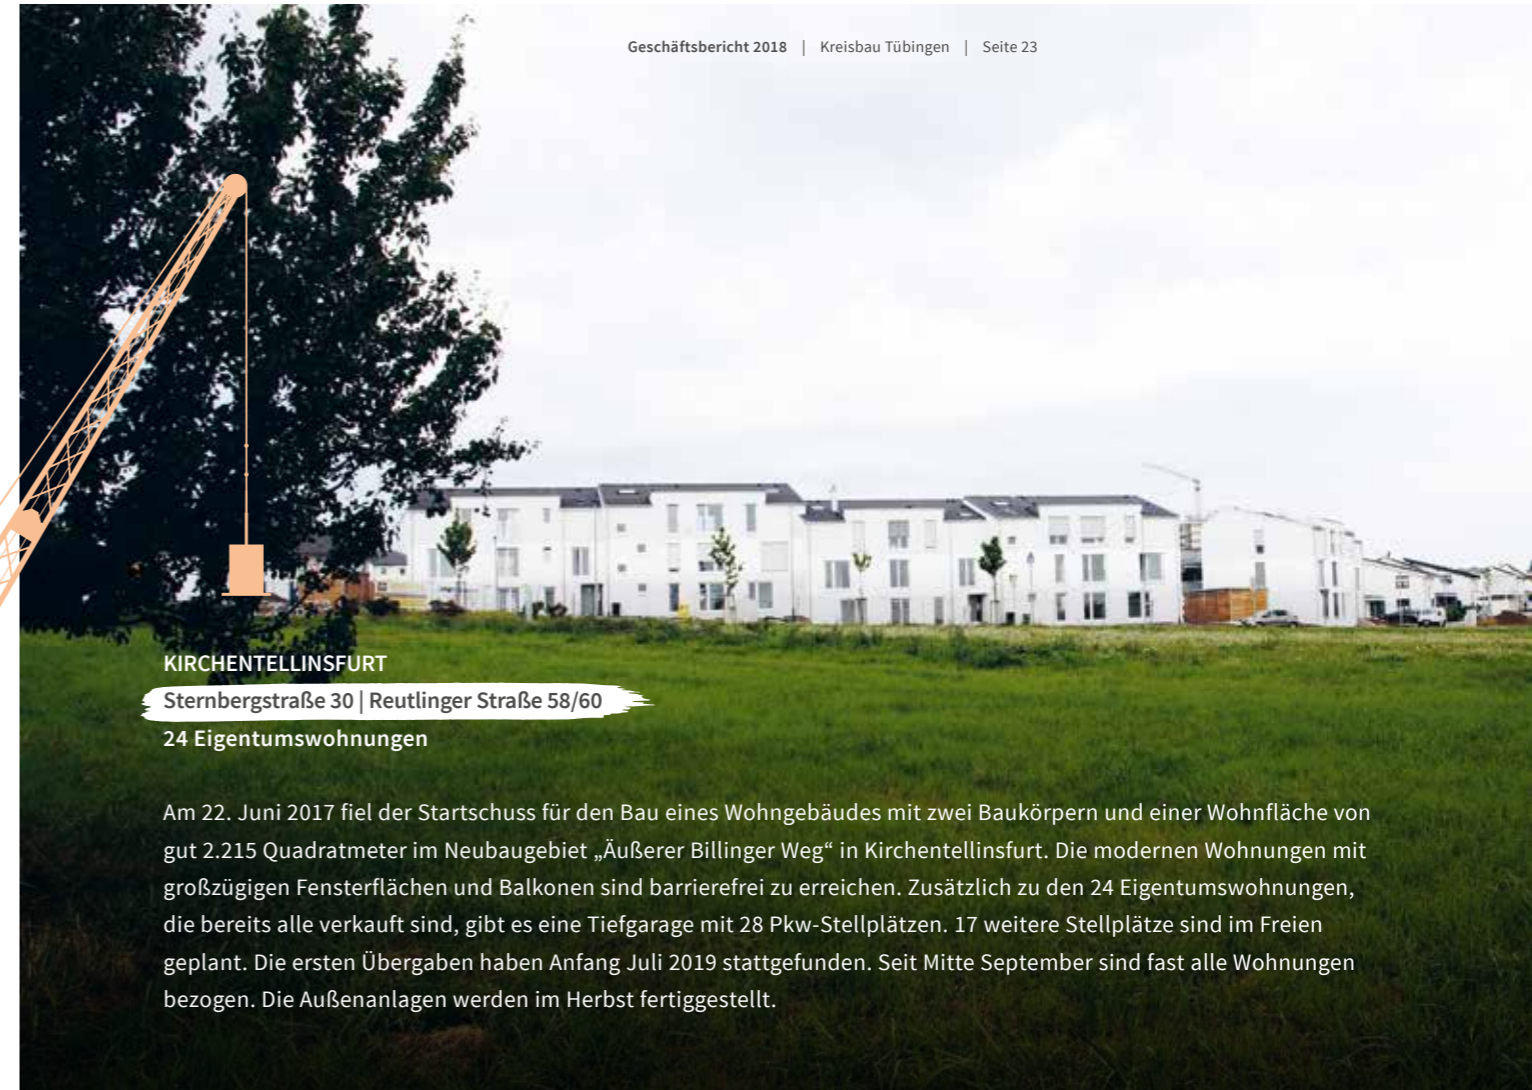 Geschäftsbericht 2018 | Kreisbau Tübingen | Seite 23
KIRCHENTELLINSFURT
Sternbergstraße 30 | Reutlinger Straße 58/60
24 Eigentumswohnungen
Am 22. Juni 2017 fiel der Startschuss für den Bau eines Wohngebäudes mit zwei Baukörpern und einer Wohnfläche von
gut 2.215 Quadratmeter im Neubaugebiet „Äußerer Billinger Weg“ in Kirchentellinsfurt. Die modernen Wohnungen mit
großzügigen Fensterflächen und Balkonen sind barrierefrei zu erreichen. Zusätzlich zu den 24 Eigentumswohnungen,
die bereits alle verkauft sind, gibt es eine Tiefgarage mit 28 Pkw-Stellplätzen. 17 weitere Stellplätze sind im Freien
geplant. Die ersten Übergaben haben Anfang Juli 2019 stattgefunden. Seit Mitte September sind fast alle Wohnungen
bezogen. Die Außenanlagen werden im Herbst fertiggestellt.